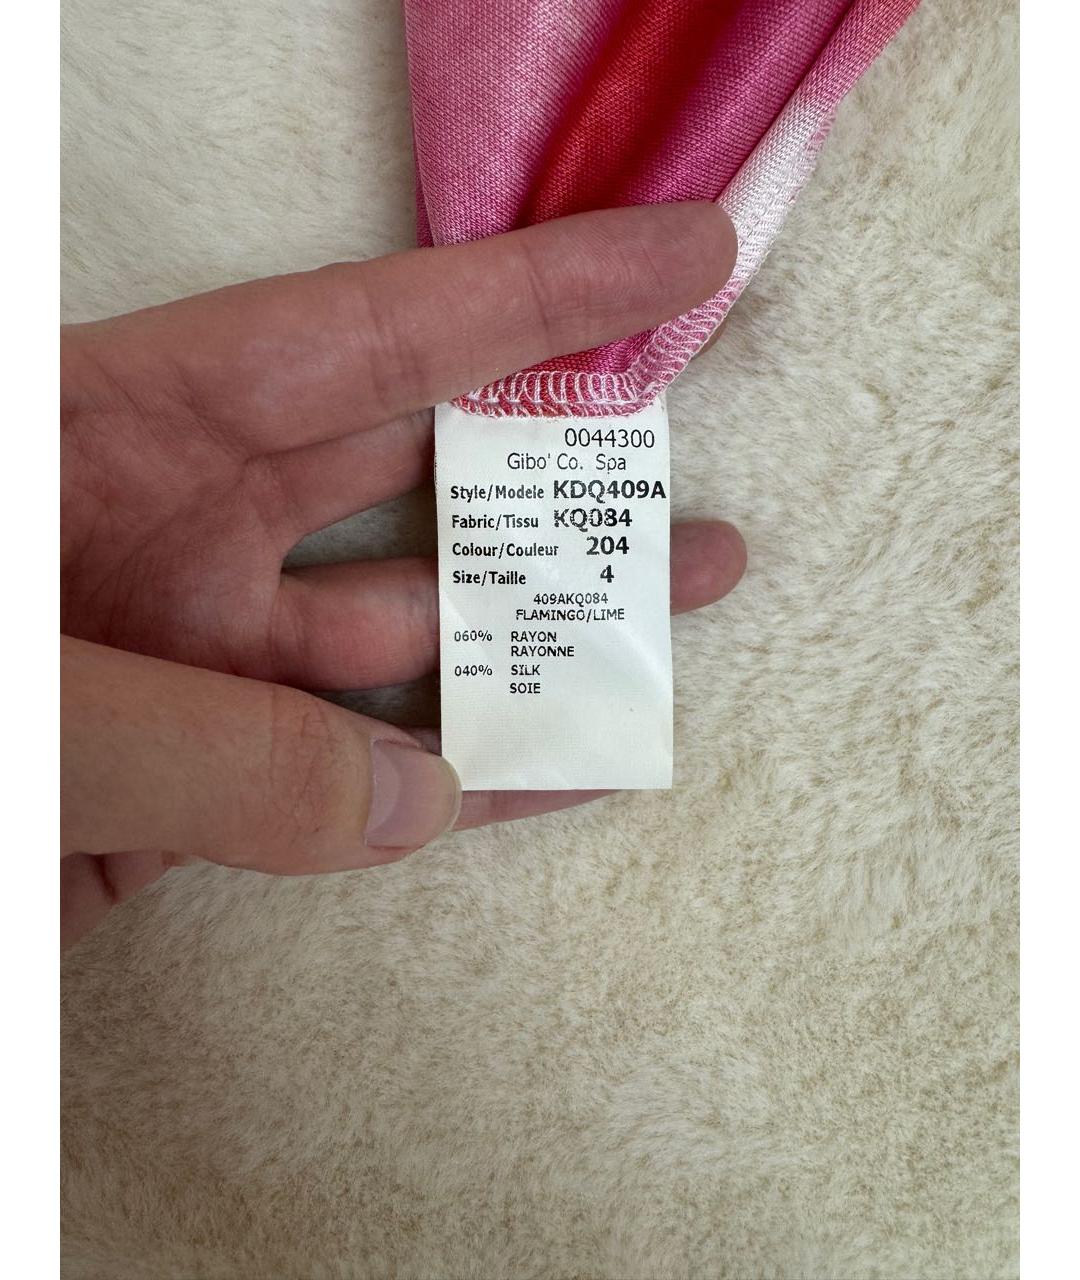 0044300
Gibo' Co. Spa
Style/Modele KDQ409A
Fabric/Tissu KQ084
Colour/Couleur 204
Size/Taille 4
409AKQ084
FLAMINGO/LIME
060% RAYON
RAYONNE
040% SILK
SOIE